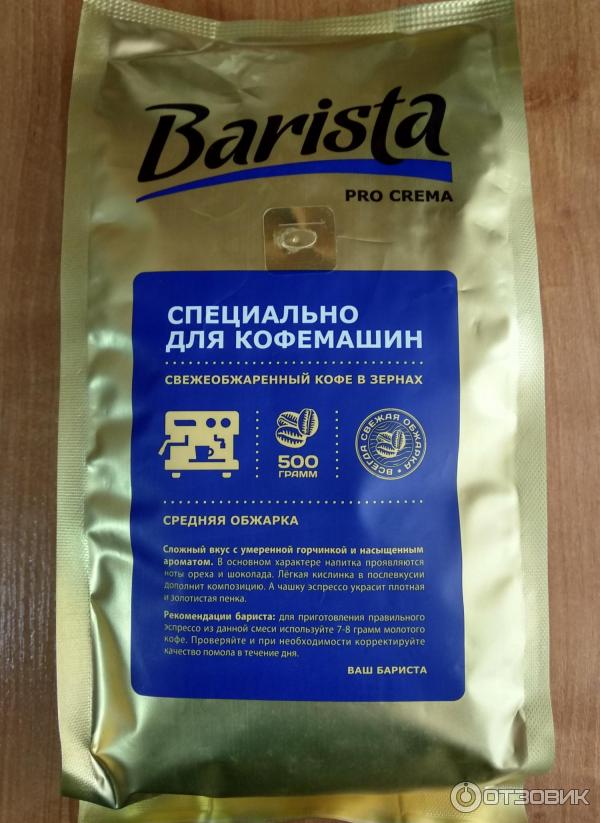 Barista
PRO CREMA
СПЕЦИАЛЬНО
ДЛЯ КОФЕМАШИН
СВЕЖЕОБЖАРЕННЫЙ КОФЕ В ЗЕРНАХ
500
ГРАММ
ВСЕГДА СВЕЖАЯ ОБЖАРКА
СРЕДНЯЯ ОБЖАРКА
Сложный вкус с умеренной горчинкой и насыщенным
ароматом. В основном характере напитка проявляются
ноты ореха и шоколада. Лёгкая кислинка в послевкусии
дополнит композицию. А чашку эспрессо украсит плотная
и золотистая пенка.
Рекомендации бариста: для приготовления правильного
эспрессо из данной смеси используйте 7-8 грамм молотого
кофе. Проверяйте и при необходимости корректируйте
качество помола в течение дня.
ВАШ БАРИСТА
ОТЗОВИК